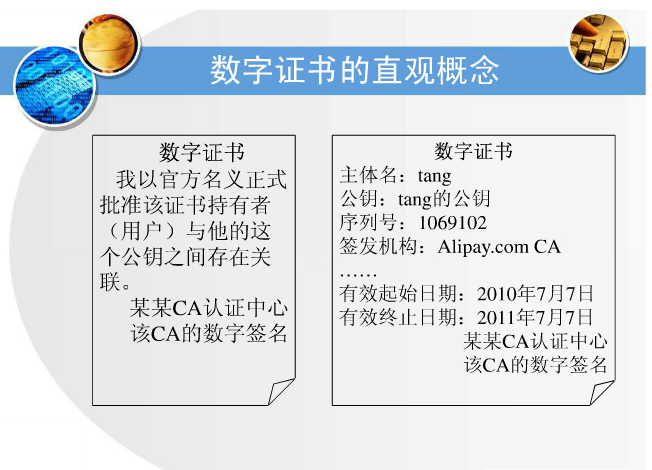 数字证书的直观概念
数字证书
我以官方名义正式
批准该证书持有者
（用户）与他的这
个公钥之间存在关
联。
某某CA认证中心
该CA的数字签名
数字证书
主体名：tang
公钥：tang的公钥
序列号：1069102
签发机构：Alipay.com CA
……
有效起始日期：2010年7月7日
有效终止日期：2011年7月7日
某某CA认证中心
该CA的数字签名